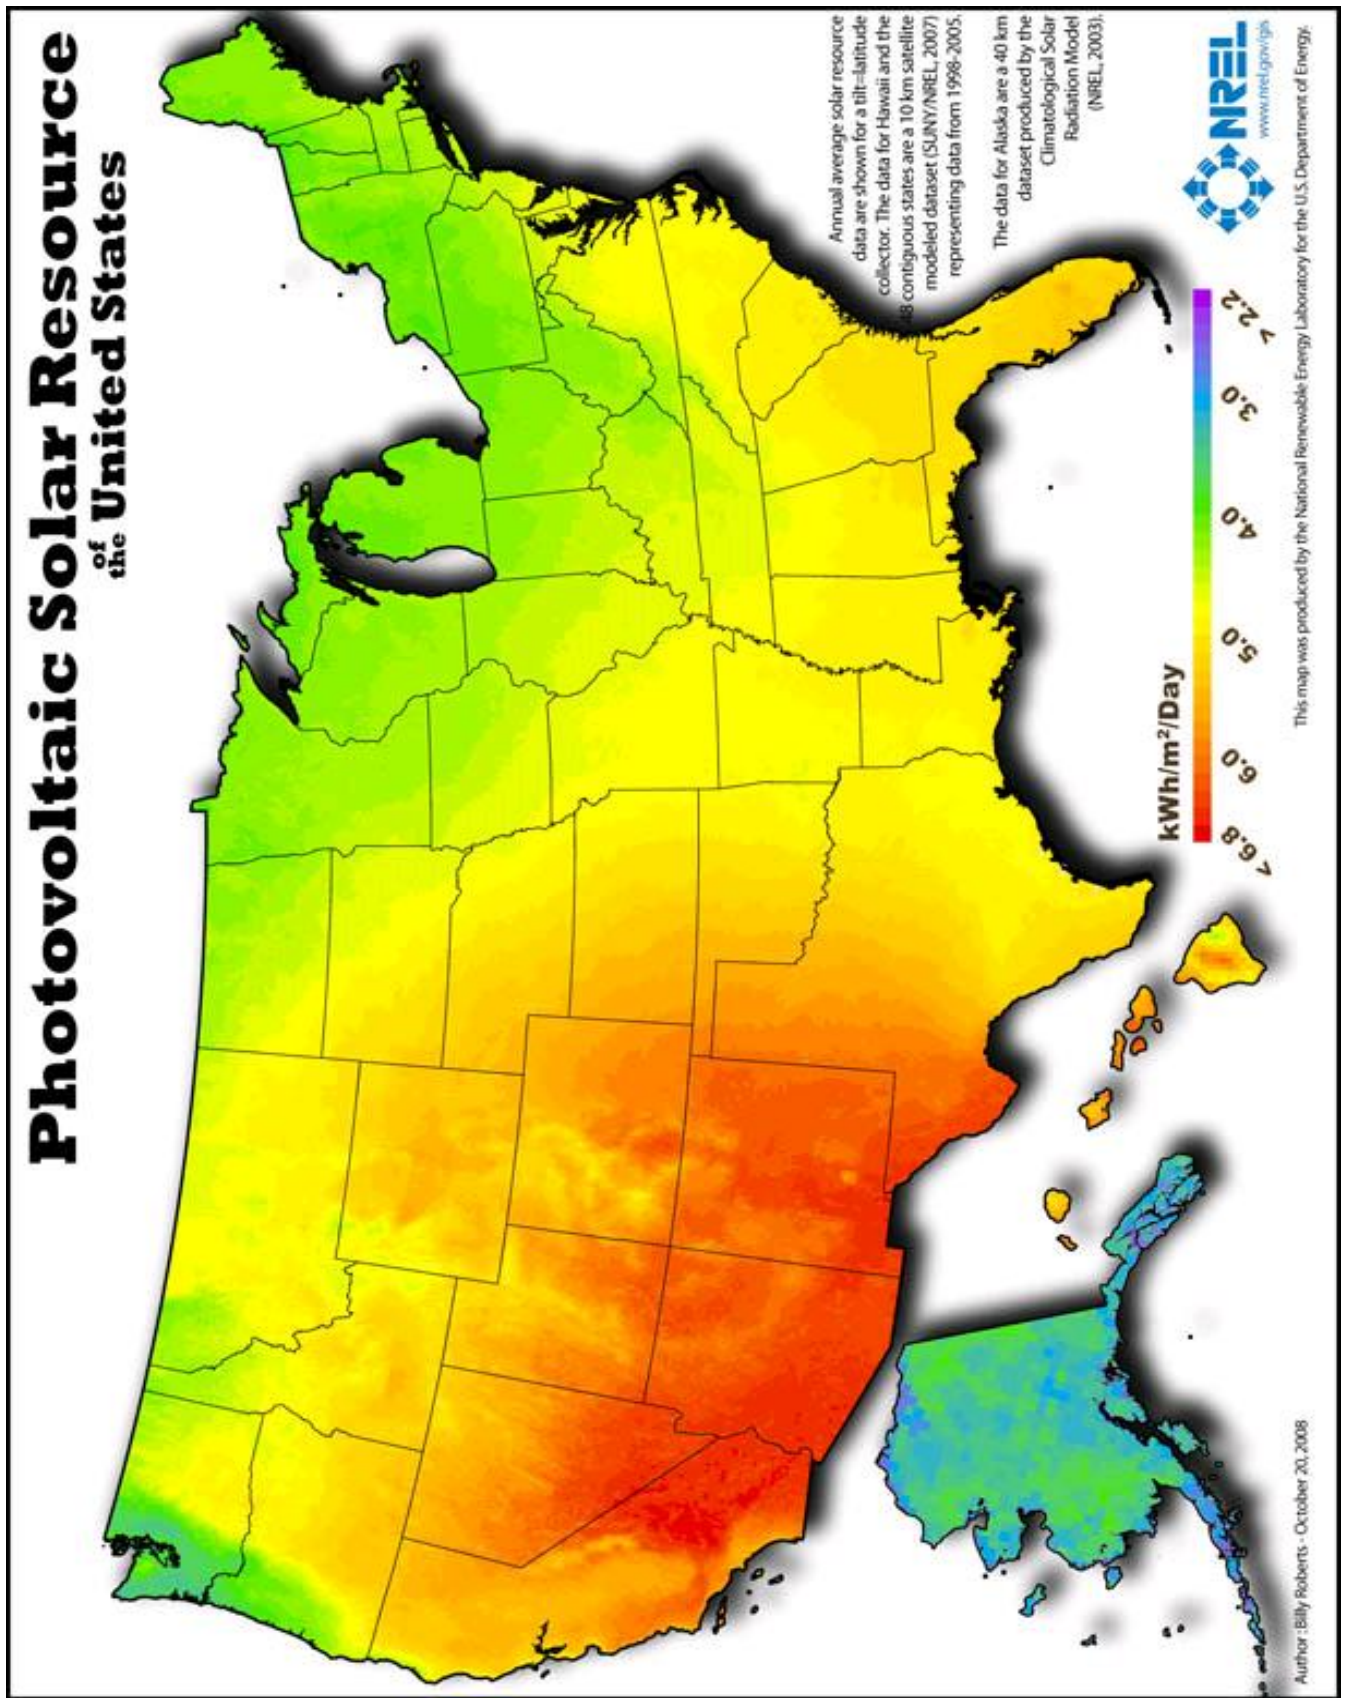 Photovoltaic Solar Resource
of
the United States
Annual average solar resource
data are shown for a tilt=latitude
collector. The data for Hawaii and the
48 contiguous states are a 10 km satellite
modeled dataset (SUNY/NREL, 2007)
representing data from 1998-2005.
The data for Alaska are a 40 km
dataset produced by the
Climatological Solar
Radiation Model
(NREL, 2003).
kWh/m²/Day
> 6.8
6.0
5.0
4.0
3.0
< 2.2
NREL
www.nrel.gov/gis
Author : Billy Roberts - October 20, 2008
This map was produced by the National Renewable Energy Laboratory for the U.S. Department of Energy.